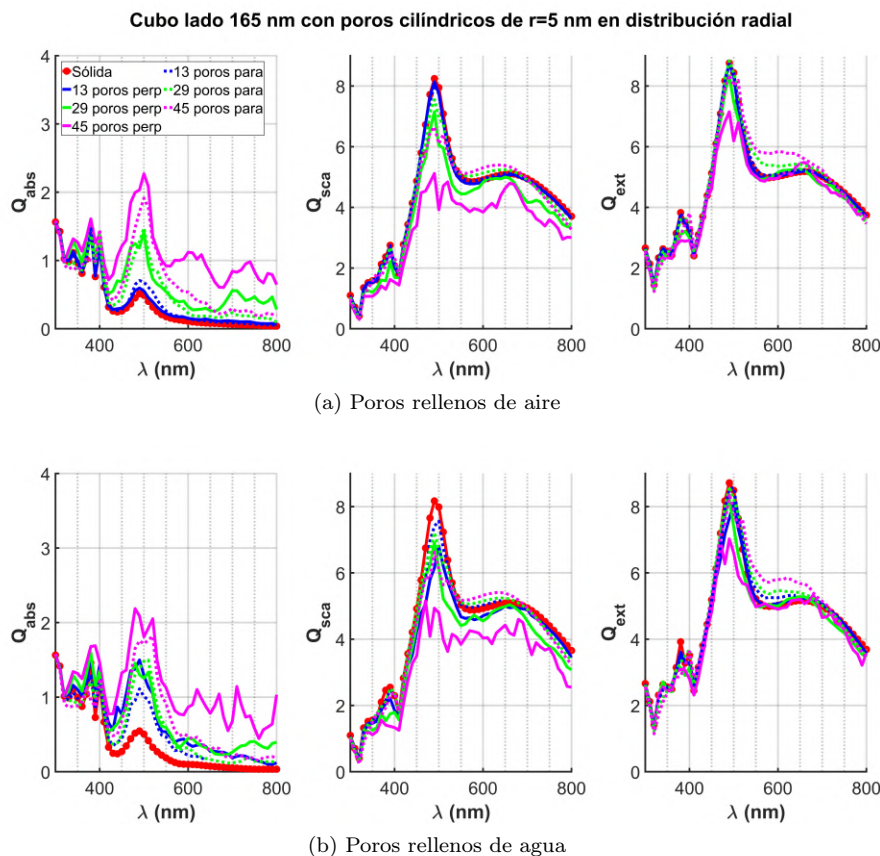 Cubo lado 165 nm con poros cilíndricos de r=5 nm en distribución radial
4
3
2
1
0
Q_abs
400 600 800
λ (nm)
Sólida
13 poros perp
29 poros perp
45 poros perp
13 poros para
29 poros para
45 poros para
8
6
4
2
0
Q_sca
400 600 800
λ (nm)
8
6
4
2
0
Q_ext
400 600 800
λ (nm)
(a) Poros rellenos de aire
4
3
2
1
0
Q_abs
400 600 800
λ (nm)
8
6
4
2
0
Q_sca
400 600 800
λ (nm)
8
6
4
2
0
Q_ext
400 600 800
λ (nm)
(b) Poros rellenos de agua